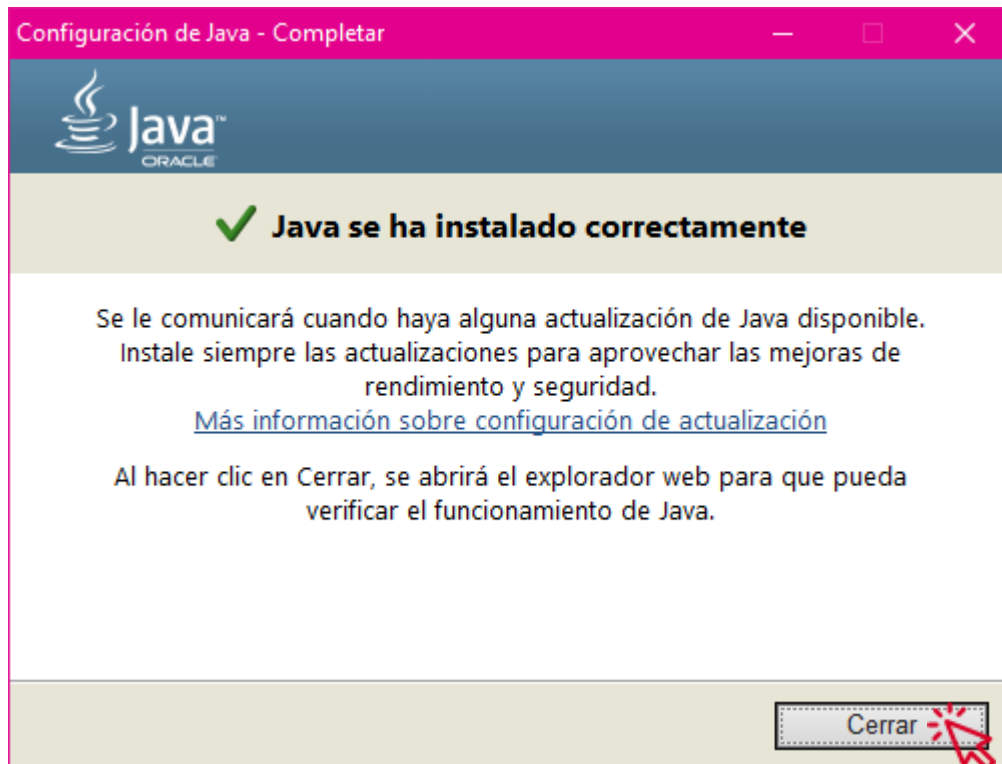 Configuración de Java - Completar
Java™
ORACLE
Java se ha instalado correctamente
Se le comunicará cuando haya alguna actualización de Java disponible.
Instale siempre las actualizaciones para aprovechar las mejoras de
rendimiento y seguridad.
Más información sobre configuración de actualización
Al hacer clic en Cerrar, se abrirá el explorador web para que pueda
verificar el funcionamiento de Java.
Cerrar